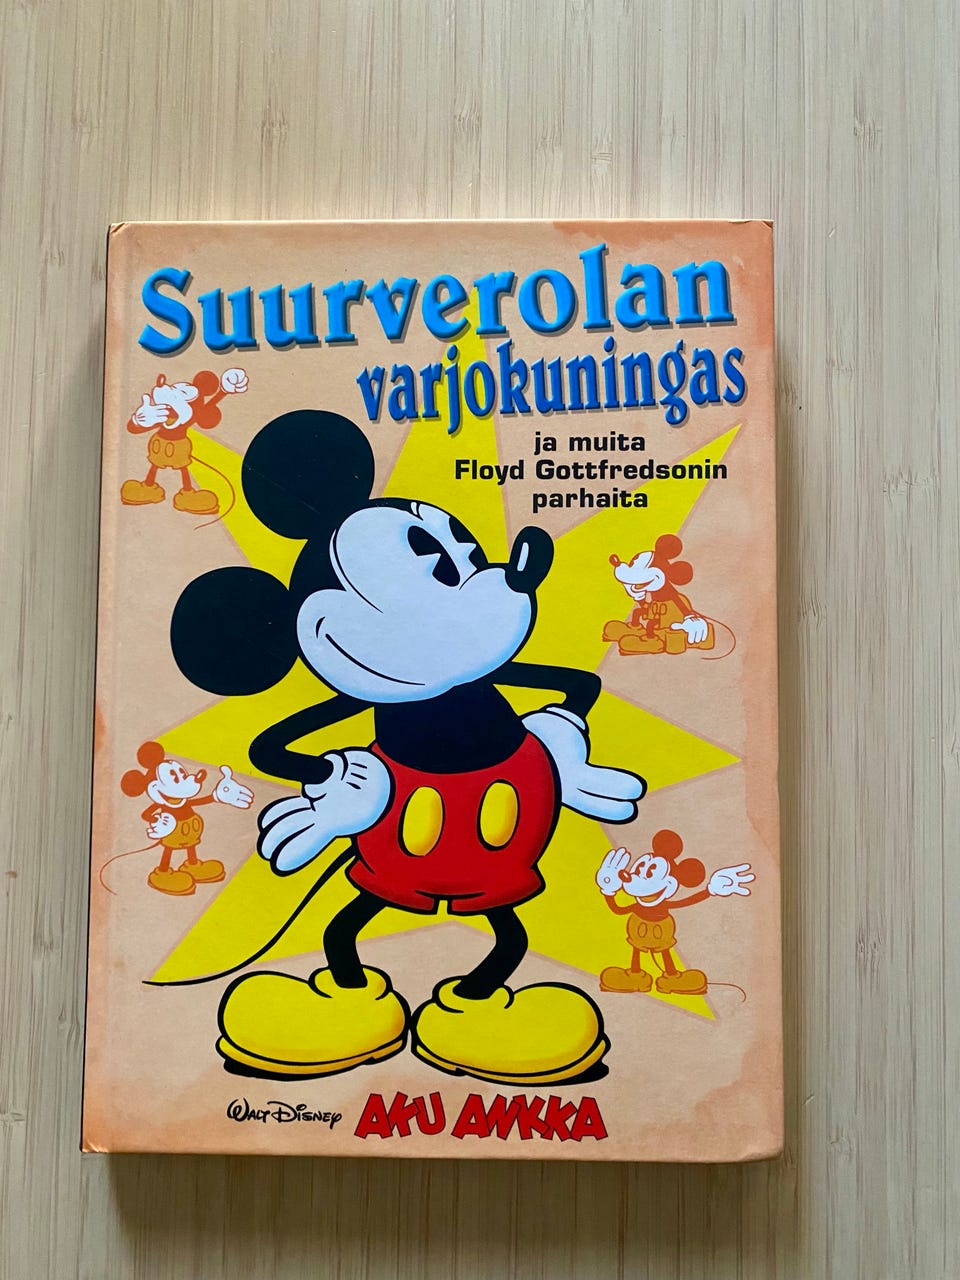 Suurverolan
varjokuningas
ja muita
Floyd Gottfredsonin
parhaita
WALT DISNEY
AKU ANKKA